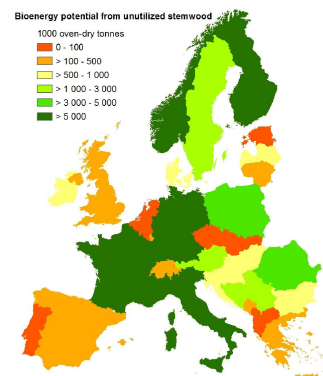 Bioenergy potential from unutilized stemwood
1000 oven-dry tonnes
0 - 100
> 100 - 500
> 500 - 1 000
> 1 000 - 3 000
> 3 000 - 5 000
> 5 000